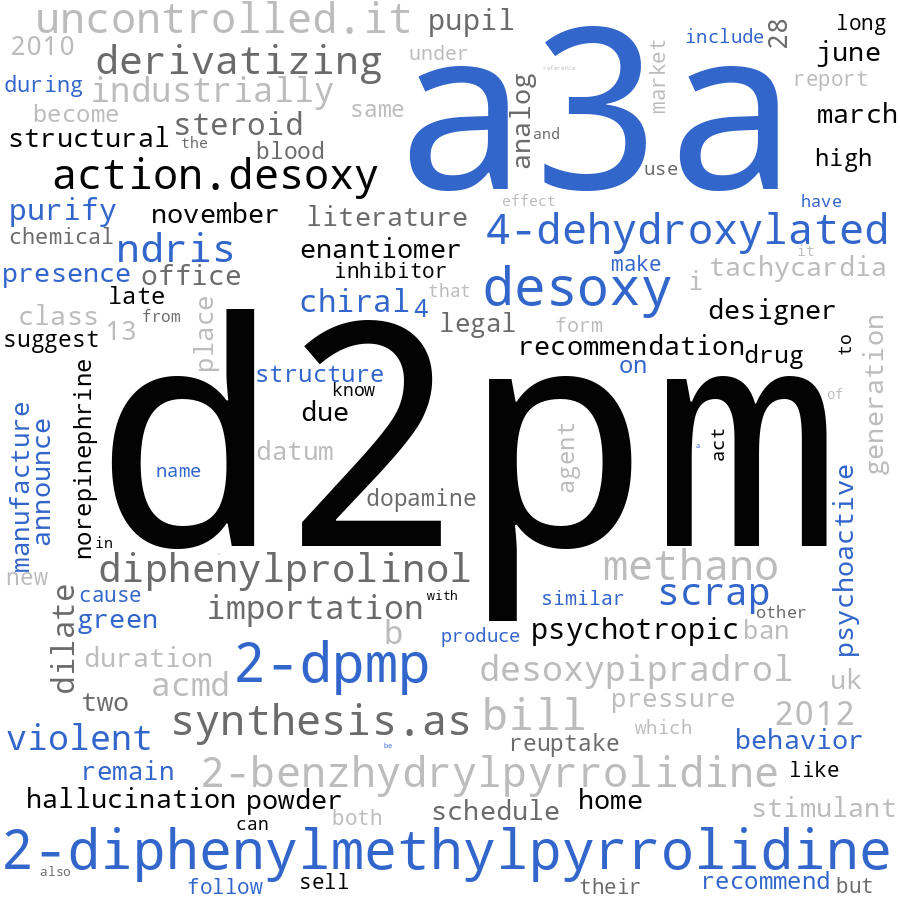 uncontrolled.it
pupil
include
28
long
2010
derivatizing
under
reference
market
june
during
industrially
a3a
report
become
same
analog
march
structural
steroid
the
blood
and
use
high
action.desoxy
effect
have
purify
november
literature
4-dehydroxylated
chemical
ndris
enantiomer
it
presence
office
inhibitor
desoxy
make
i
tachycardia
late
chiral
4
that
class
13
from
place
legal
form
designer
suggest
recommendation
drug
to
generation
structure
on
know
due
d2pm
of
manufacture
announce
norepinephrine
name
datum
agent
a
act
psychoactive
dopamine
in
new
diphenylprolinol
methano
dilate
cause
green
importation
with
similar
scrap
other
b
produce
psychotropic
ban
duration
2-dpmp
desoxypipradrol
uk
acmd
two
synthesis.as
bill
pressure
2012
which
violent
be
reuptake
behavior
remain
2-benzhydrylpyrrolidine
like
hallucination
powder
both
schedule
home
stimulant
can
2-diphenylmethylpyrrolidine
also
follow
sell
their
recommend
but